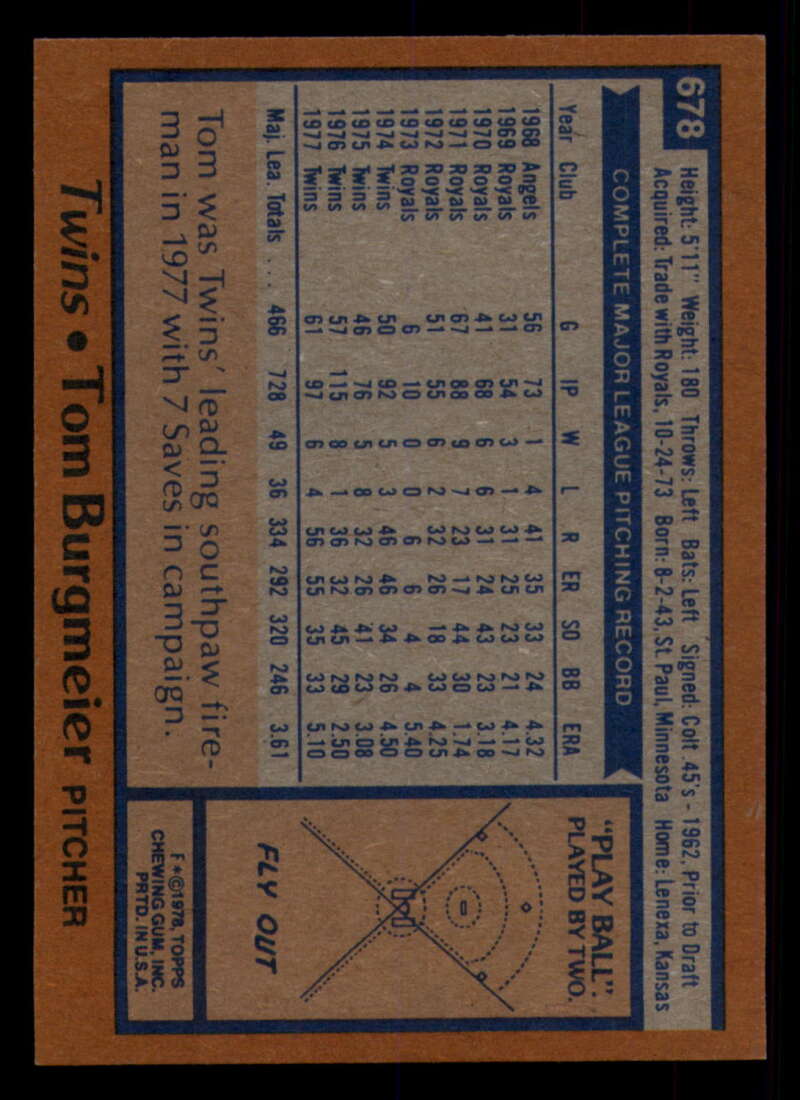 678
Height: 5'11" Weight: 180 Throws: Left Bats: Left Signed: Colt .45's - 1962, Prior to Draft
Acquired: Trade with Royals, 10-24-73 Born: 8-2-43, St. Paul, Minnesota Home: Lenexa, Kansas
COMPLETE MAJOR LEAGUE PITCHING RECORD
Year Club G IP W L R ER SO BB ERA
1968 Angels 56 73 1 4 41 35 33 24 4.32
1969 Royals 31 54 3 1 31 25 23 21 4.17
1970 Royals 41 68 6 6 31 24 43 23 3.18
1971 Royals 67 88 9 7 23 17 44 30 1.74
1972 Royals 51 55 6 2 32 26 18 33 4.25
1973 Royals 6 10 0 0 6 6 4 4 5.40
1974 Twins 50 92 5 3 46 46 34 26 4.50
1975 Twins 46 76 5 8 32 26 41 23 3.08
1976 Twins 57 115 8 1 36 32 45 29 2.50
1977 Twins 61 97 6 4 56 55 35 33 5.10
Maj. Lea. Totals ... 466 728 49 36 334 292 320 246 3.61
Tom was Twins' leading southpaw fire-
man in 1977 with 7 Saves in campaign.
"PLAY BALL":
PLAYED BY TWO.
FLY OUT
F*©1978, TOPPS
CHEWING GUM, INC.
PRTD. IN U.S.A.
Twins • Tom Burgmeier PITCHER